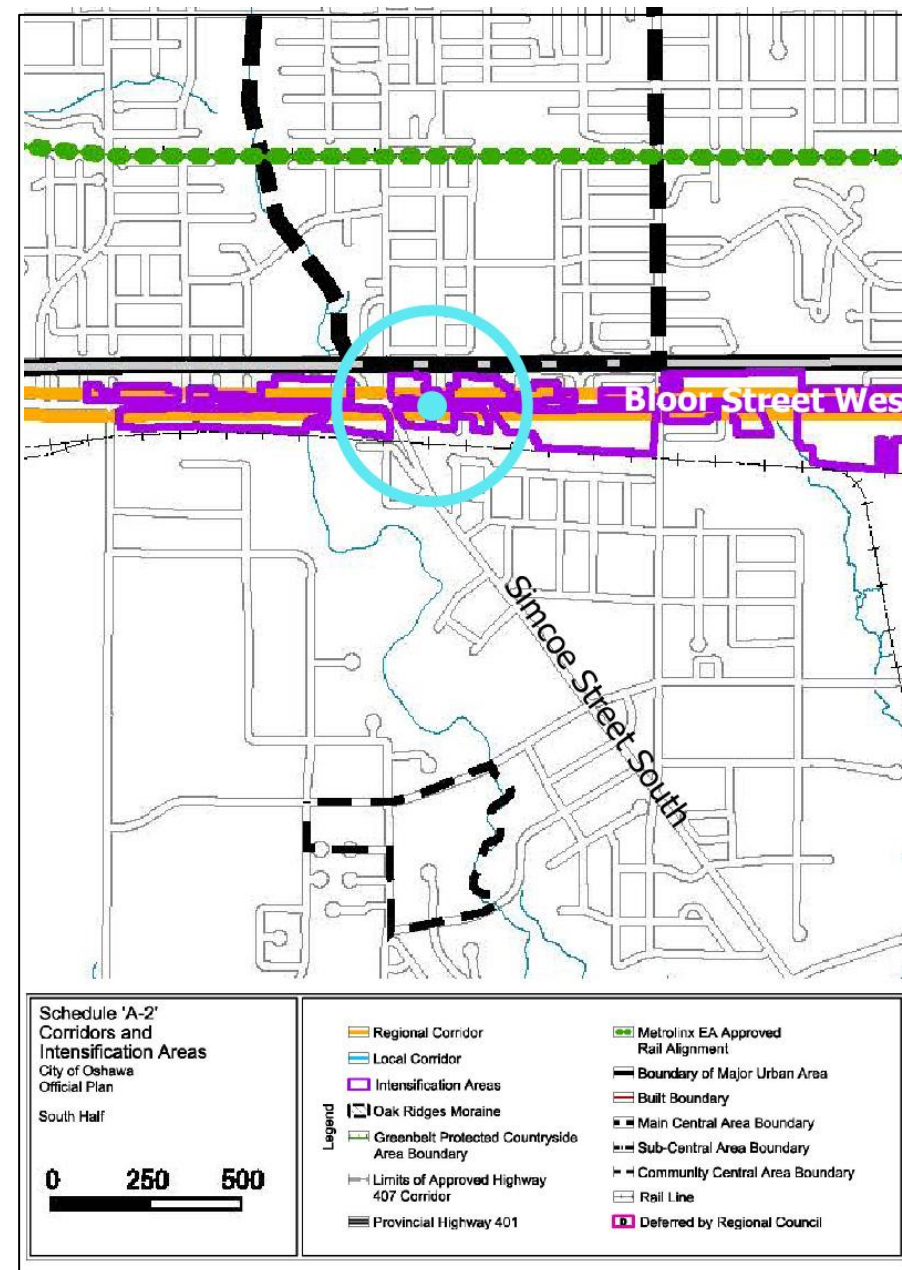 Bloor Street Wes
Simcoe Street South
Schedule 'A-2'
Corridors and
Intensification Areas
City of Oshawa
Official Plan
South Half
0 250 500
Legend
Regional Corridor
Local Corridor
Intensification Areas
Oak Ridges Moraine
Greenbelt Protected Countryside
Area Boundary
Limits of Approved Highway
407 Corridor
Provincial Highway 401
Metrolinx EA Approved
Rail Alignment
Boundary of Major Urban Area
Built Boundary
Main Central Area Boundary
Sub-Central Area Boundary
Community Central Area Boundary
Rail Line
D Deferred by Regional Council